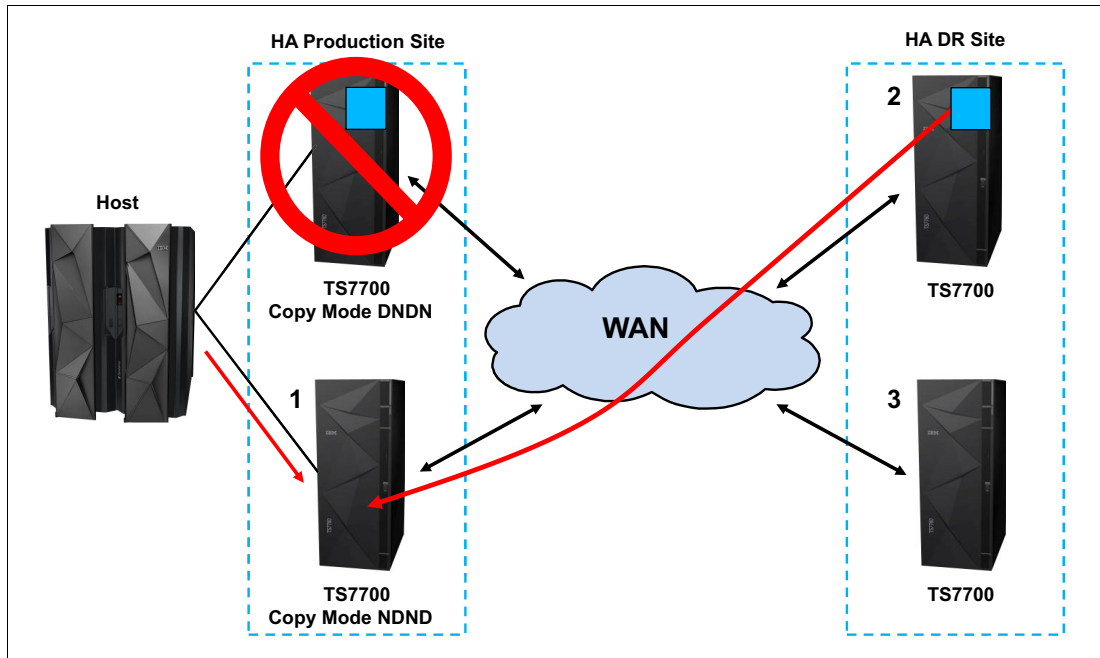 HA Production Site
HA DR Site
2
Host
TS7700
Copy Mode DNDN
TS7700
WAN
1
3
TS7700
Copy Mode NDND
TS7700